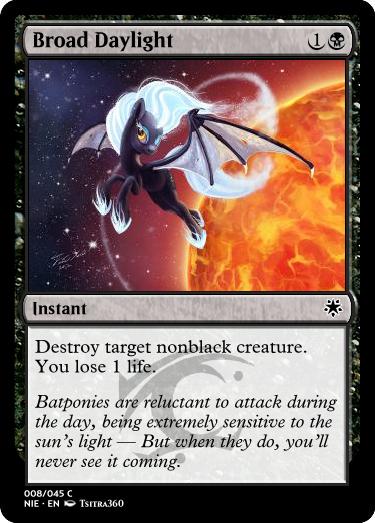 Broad Daylight 1
Instant
Destroy target nonblack creature.
You lose 1 life.
Batponies are reluctant to attack during
the day, being extremely sensitive to the
sun's light — But when they do, you'll
never see it coming.
008/045 C
NIE • EN Tsitra360